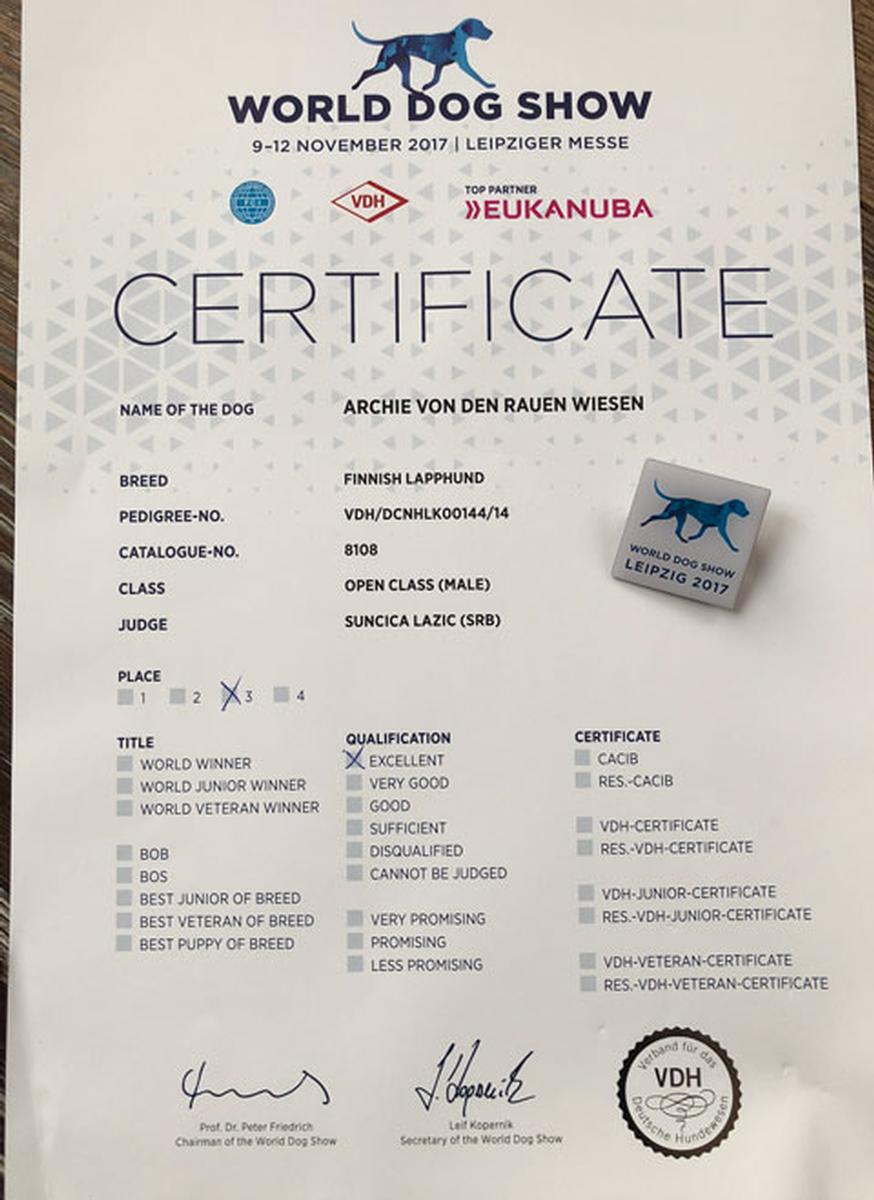 WORLD DOG SHOW
9-12 NOVEMBER 2017 | LEIPZIGER MESSE
FCI
VDH
TOP PARTNER
EUKANUBA
CERTIFICATE
NAME OF THE DOG ARCHIE VON DEN RAUEN WIESEN
BREED FINNISH LAPPHUND
PEDIGREE-NO. VDH/DCNHLK00144/14
CATALOGUE-NO. 8108
CLASS OPEN CLASS (MALE)
JUDGE SUNCICA LAZIC (SRB)
WORLD DOG SHOW
LEIPZIG 2017
PLACE
1 2 3 4
TITLE
WORLD WINNER
WORLD JUNIOR WINNER
WORLD VETERAN WINNER
BOB
BOS
BEST JUNIOR OF BREED
BEST VETERAN OF BREED
BEST PUPPY OF BREED
QUALIFICATION
EXCELLENT
VERY GOOD
GOOD
SUFFICIENT
DISQUALIFIED
CANNOT BE JUDGED
VERY PROMISING
PROMISING
LESS PROMISING
CERTIFICATE
CACIB
RES.-CACIB
VDH-CERTIFICATE
RES.-VDH-CERTIFICATE
VDH-JUNIOR-CERTIFICATE
RES.-VDH-JUNIOR-CERTIFICATE
VDH-VETERAN-CERTIFICATE
RES.-VDH-VETERAN-CERTIFICATE
Prof. Dr. Peter Friedrich
Chairman of the World Dog Show
Leif Kopernik
Secretary of the World Dog Show
Verband für das
VDH
Deutsche Hundewesen